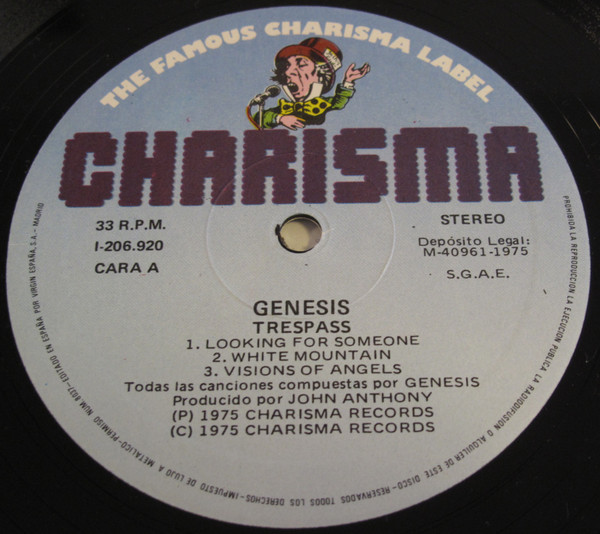 THE FAMOUS CHARISMA LABEL
CHARISMA
33 R.P.M.
I-206.920
CARA A
STEREO
Depósito Legal:
M-40961-1975
S.G.A.E.
GENESIS
TRESPASS
1. LOOKING FOR SOMEONE
2. WHITE MOUNTAIN
3. VISIONS OF ANGELS
Todas las canciones compuestas por GENESIS
Producido por JOHN ANTHONY
(P) 1975 CHARISMA RECORDS
(C) 1975 CHARISMA RECORDS
PROHIBIDA LA REPRODUCCION LA EJECUCION PUBLICA LA RADIODIFUSION O ALQUILER DE ESTE DISCO-RESERVADOS TODOS LOS DERECHOS-IMPUESTO DE LUJO A METALICO-PERMISO NUM 8037-EDITADO EN ESPAÑA POR VIRGIN ESPAÑA, S.A.- MADRID